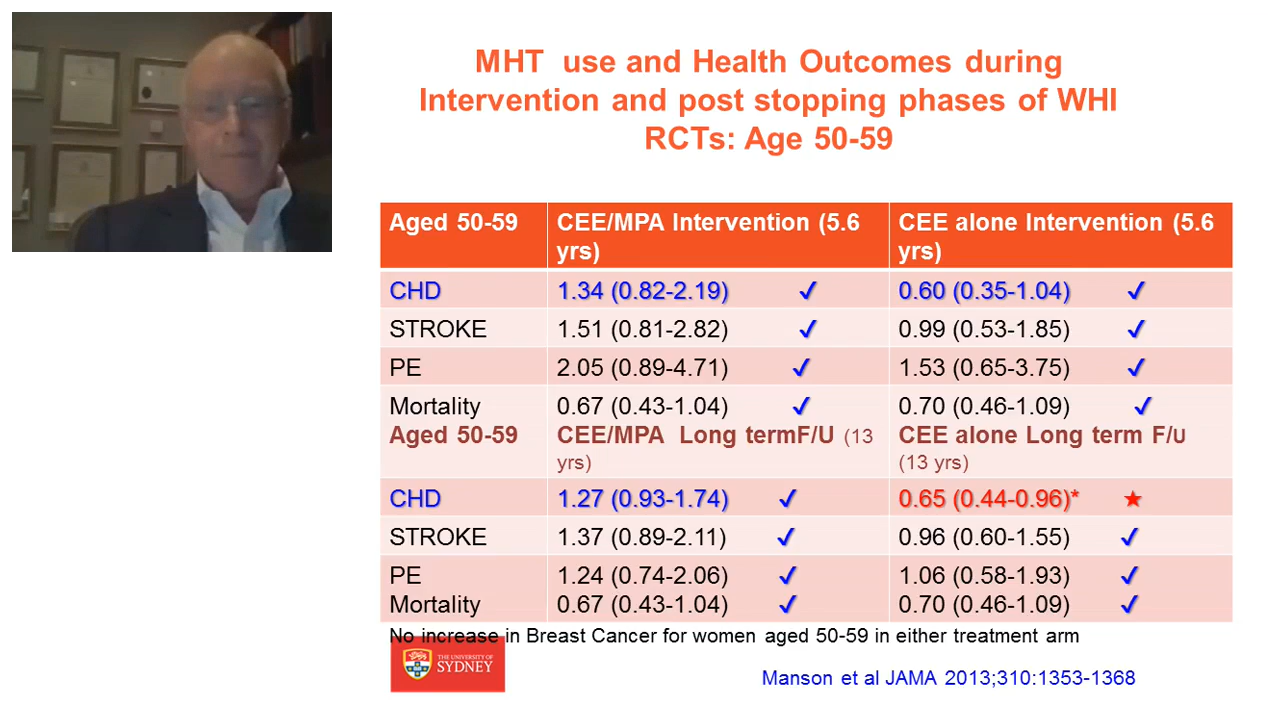 MHT use and Health Outcomes during
Intervention and post stopping phases of WHI
RCTs: Age 50-59
Aged 50-59 CEE/MPA Intervention (5.6 yrs) CEE alone Intervention (5.6 yrs)
CHD 1.34 (0.82-2.19) ✓ 0.60 (0.35-1.04) ✓
STROKE 1.51 (0.81-2.82) ✓ 0.99 (0.53-1.85) ✓
PE 2.05 (0.89-4.71) ✓ 1.53 (0.65-3.75) ✓
Mortality 0.67 (0.43-1.04) ✓ 0.70 (0.46-1.09) ✓
Aged 50-59 CEE/MPA Long termF/U (13 yrs) CEE alone Long term F/U (13 yrs)
CHD 1.27 (0.93-1.74) ✓ 0.65 (0.44-0.96)* ★
STROKE 1.37 (0.89-2.11) ✓ 0.96 (0.60-1.55) ✓
PE 1.24 (0.74-2.06) ✓ 1.06 (0.58-1.93) ✓
Mortality 0.67 (0.43-1.04) ✓ 0.70 (0.46-1.09) ✓
No increase in Breast Cancer for women aged 50-59 in either treatment arm
THE UNIVERSITY OF
SYDNEY
Manson et al JAMA 2013;310:1353-1368